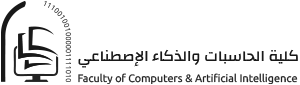 كلية الحاسبات والذكاء الإصطناعي
Faculty of Computers & Artificial Intelligence